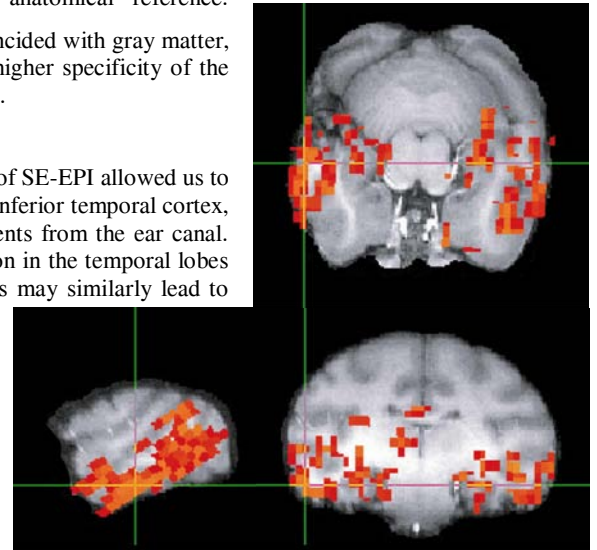 anatomical reference.
ncided with gray matter,
higher specificity of the
.
of SE-EPI allowed us to
nferior temporal cortex,
ents from the ear canal.
on in the temporal lobes
s may similarly lead to